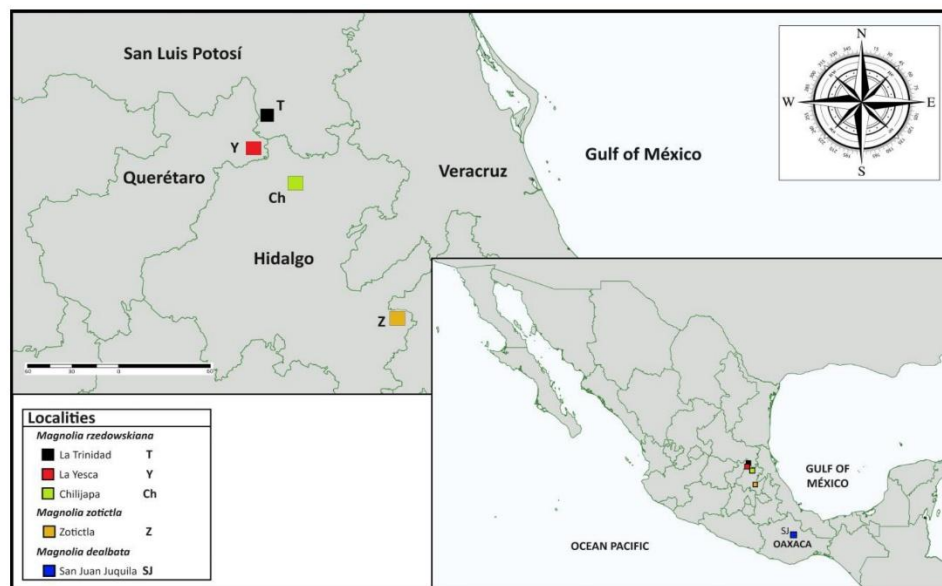 San Luis Potosí
T
Y
Querétaro
Ch
Veracruz
Gulf of México
Hidalgo
Z
N
W
E
S
Localities
Magnolia rzedowskiana
La Trinidad T
La Yesca Y
Chilijapa Ch
Magnolia zotictla
Zotictla Z
Magnolia dealbata
San Juan Juquila SJ
GULF OF
MÉXICO
OCEAN PACIFIC
SJ
OAXACA